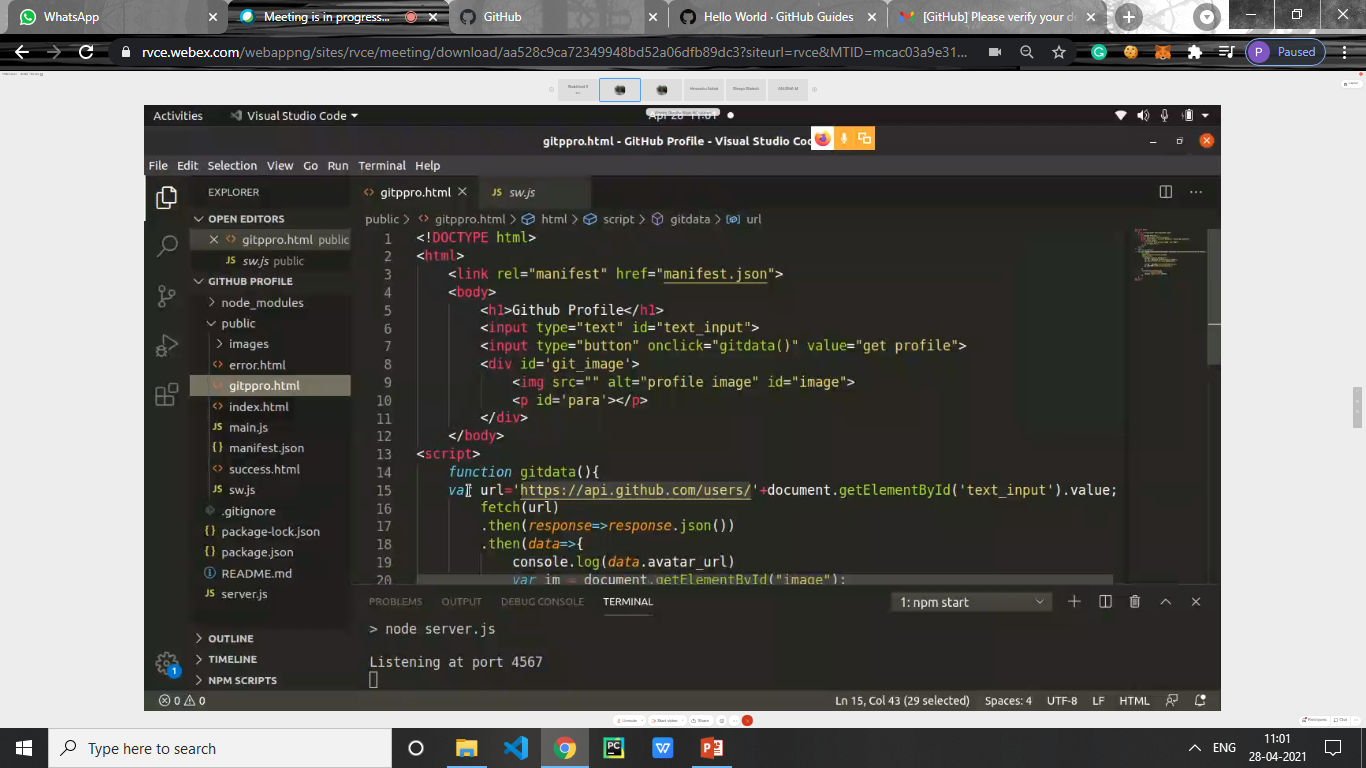 WhatsApp
Meeting is in progress...
GitHub
Hello World · GitHub Guides
[GitHub] Please verify your d
rvce.webex.com/webappng/sites/rvce/meeting/download/aa528c9ca72349948bd52a06dfb89dc3?siteurl=rvce&MTID=mcac03a9e31...
P Paused
Activities
Visual Studio Code
gitppro.html - GitHub Profile - Visual Studio Co
File Edit Selection View Go Run Terminal Help
EXPLORER
OPEN EDITORS
gitppro.html public
sw.js public
GITHUB PROFILE
node_modules
public
images
error.html
gitppro.html
index.html
main.js
manifest.json
success.html
sw.js
.gitignore
package-lock.json
package.json
README.md
server.js
OUTLINE
TIMELINE
NPM SCRIPTS
gitppro.html
JS sw.js
public > gitppro.html > html > script > gitdata > url
1 <!DOCTYPE html>
2 <html>
3 <link rel="manifest" href="manifest.json">
4 <body>
5 <h1>Github Profile</h1>
6 <input type="text" id="text_input">
7 <input type="button" onclick="gitdata()" value="get profile">
8 <div id='git_image'>
9 <img src="" alt="profile image" id="image">
10 <p id='para'></p>
11 </div>
12 </body>
13 <script>
14 function gitdata(){
15 var url='https://api.github.com/users/'+document.getElementById('text_input').value;
16 fetch(url)
17 .then(response=>response.json())
18 .then(data=>{
19 console.log(data.avatar_url)
20 var im = document.getElementById("image");
PROBLEMS OUTPUT DEBUG CONSOLE TERMINAL
1: npm start
> node server.js
Listening at port 4567
1
0 0
Ln 15, Col 43 (29 selected) Spaces: 4 UTF-8 LF HTML
Type here to search
ENG
11:01
28-04-2021